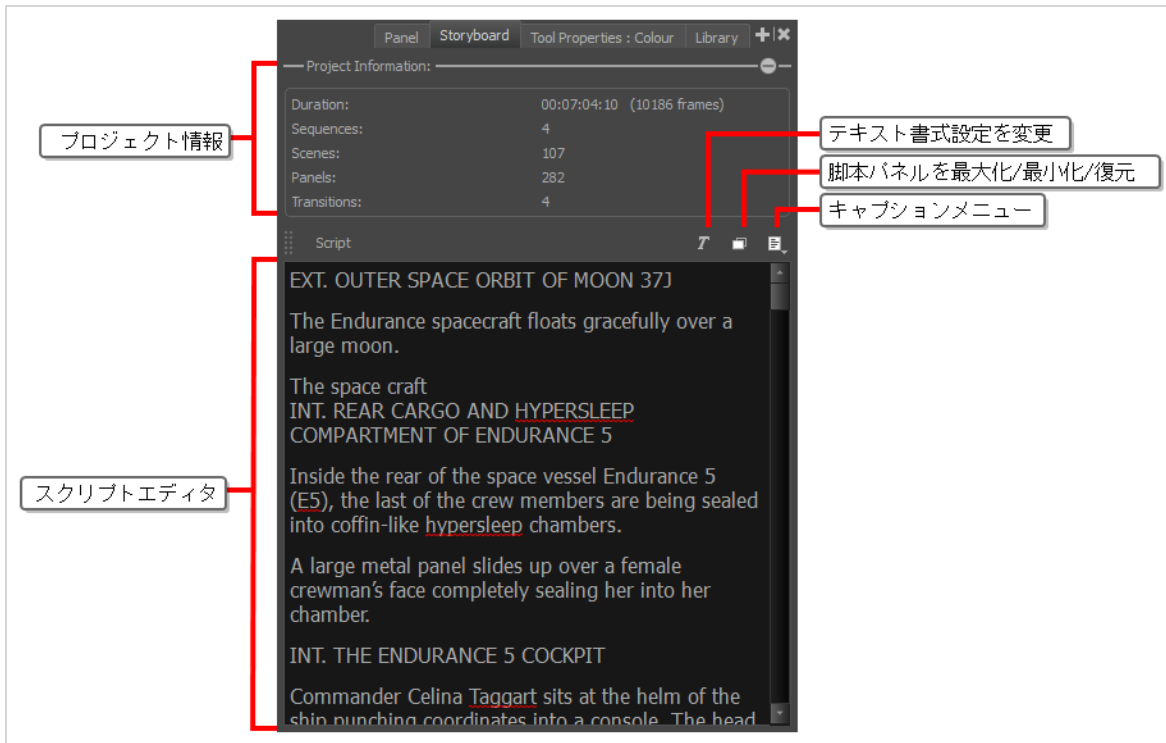 Panel Storyboard Tool Properties : Colour Library
Project Information:
Duration: 00:07:04:10 (10186 frames)
Sequences: 4
Scenes: 107
Panels: 282
Transitions: 4
プロジェクト情報
テキスト書式設定を変更
脚本パネルを最大化/最小化/復元
キャプションメニュー
Script
EXT. OUTER SPACE ORBIT OF MOON 37J
The Endurance spacecraft floats gracefully over a
large moon.
The space craft
INT. REAR CARGO AND HYPERSLEEP
COMPARTMENT OF ENDURANCE 5
Inside the rear of the space vessel Endurance 5
(E5), the last of the crew members are being sealed
into coffin-like hypersleep chambers.
A large metal panel slides up over a female
crewman's face completely sealing her into her
chamber.
INT. THE ENDURANCE 5 COCKPIT
Commander Celina Taggart sits at the helm of the
ship punching coordinates into a console. The head
スクリプトエディタ